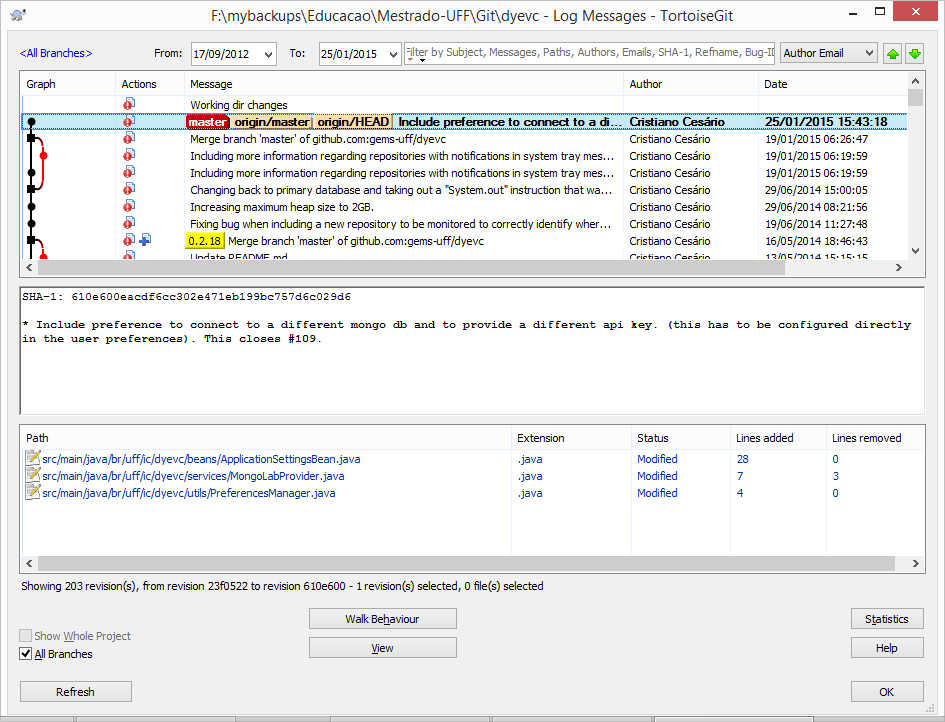 F:\mybackups\Educacao\Mestrado-UFF\Git\dyevc - Log Messages - TortoiseGit
<All Branches> From: 17/09/2012 To: 25/01/2015 Filter by Subject, Messages, Paths, Authors, Emails, SHA-1, Refname, Bug-ID Author Email
Graph Actions Message Author Date
Working dir changes
master origin/master origin/HEAD Include preference to connect to a di... Cristiano Cesário 25/01/2015 15:43:18
Merge branch 'master' of github.com:gems-uff/dyevc Cristiano Cesário 19/01/2015 06:26:47
Including more information regarding repositories with notifications in system tray mes... Cristiano Cesário 19/01/2015 06:19:59
Including more information regarding repositories with notifications in system tray mes... Cristiano Cesário 19/01/2015 06:19:59
Changing back to primary database and taking out a "System.out" instruction that wa... Cristiano Cesário 29/06/2014 15:00:05
Increasing maximum heap size to 2GB. Cristiano Cesário 29/06/2014 08:21:56
Fixing bug when including a new repository to be monitored to correctly identify wher... Cristiano Cesário 19/06/2014 11:27:48
0.2.18 Merge branch 'master' of github.com:gems-uff/dyevc Cristiano Cesário 16/05/2014 18:46:43
Update README.md Cristiano Cesário 13/05/2014 15:15:15
SHA-1: 610e600eacdf6cc302e471eb199bc757d6c029d6
* Include preference to connect to a different mongo db and to provide a different api key. (this has to be configured directly
in the user preferences). This closes #109.
Path Extension Status Lines added Lines removed
src/main/java/br/uff/ic/dyevc/beans/ApplicationSettingsBean.java .java Modified 28 0
src/main/java/br/uff/ic/dyevc/services/MongoLabProvider.java .java Modified 7 3
src/main/java/br/uff/ic/dyevc/utils/PreferencesManager.java .java Modified 4 0
Showing 203 revision(s), from revision 23f0522 to revision 610e600 - 1 revision(s) selected, 0 file(s) selected
Walk Behaviour Statistics
Show Whole Project
View Help
All Branches
Refresh OK